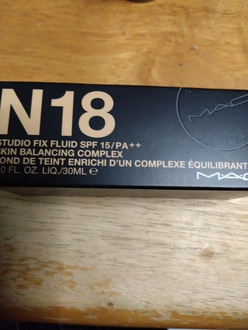 N18
STUDIO FIX FLUID SPF 15/PA++
SKIN BALANCING COMPLEX
FOND DE TEINT ENRICHI D'UN COMPLEXE ÉQUILIBRANT
.0 FL. OZ. LIQ./30ML ℮
MAC
MAC